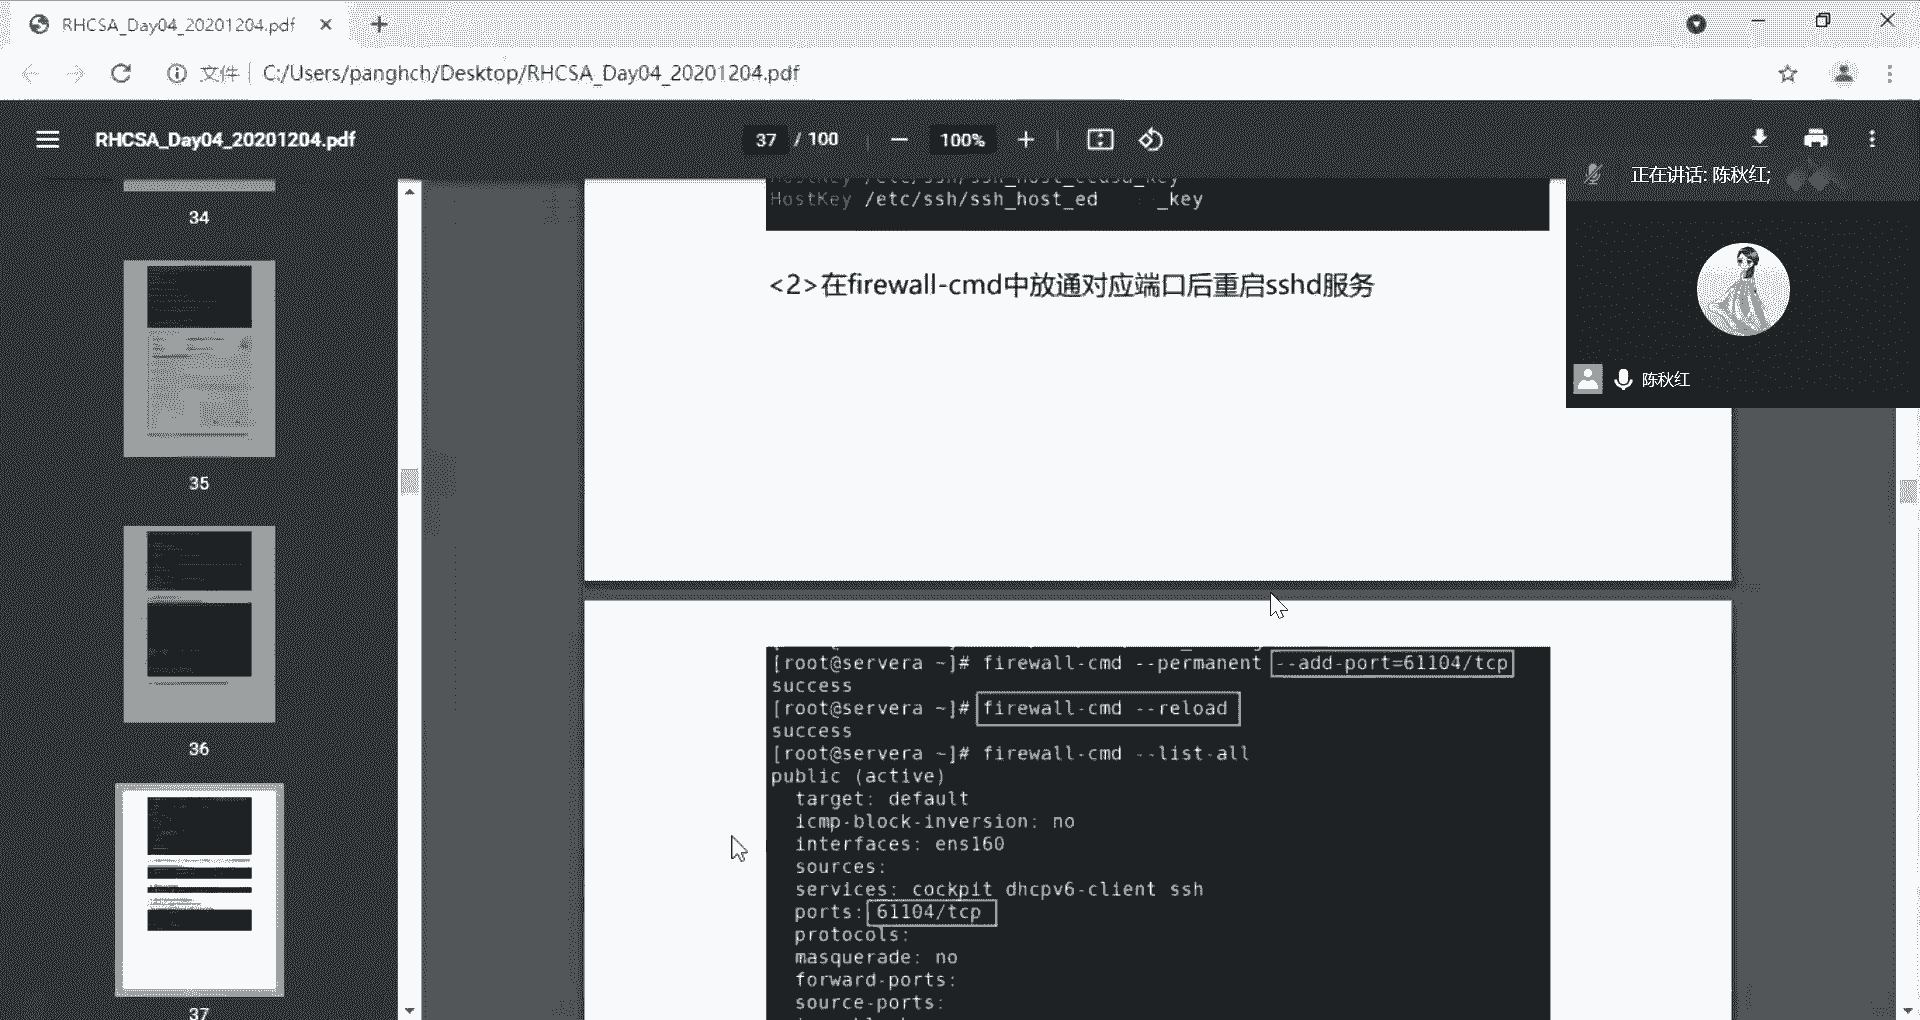 RHCSA_Day04_20201204.pdf
文件 C:/Users/panghch/Desktop/RHCSA_Day04_20201204.pdf
RHCSA_Day04_20201204.pdf
37 / 100
100%
正在讲话: 陈秋红;
陈秋红
34
35
36
37
HostKey /etc/ssh/ssh_host_ecdsa_key
HostKey /etc/ssh/ssh_host_ed _key
<2>在firewall-cmd中放通对应端口后重启sshd服务
[root@servera ~]# firewall-cmd --permanent --add-port=61104/tcp
success
[root@servera ~]# firewall-cmd --reload
success
[root@servera ~]# firewall-cmd --list-all
public (active)
target: default
icmp-block-inversion: no
interfaces: ens160
sources:
services: cockpit dhcpv6-client ssh
ports: 61104/tcp
protocols:
masquerade: no
forward-ports:
source-ports: